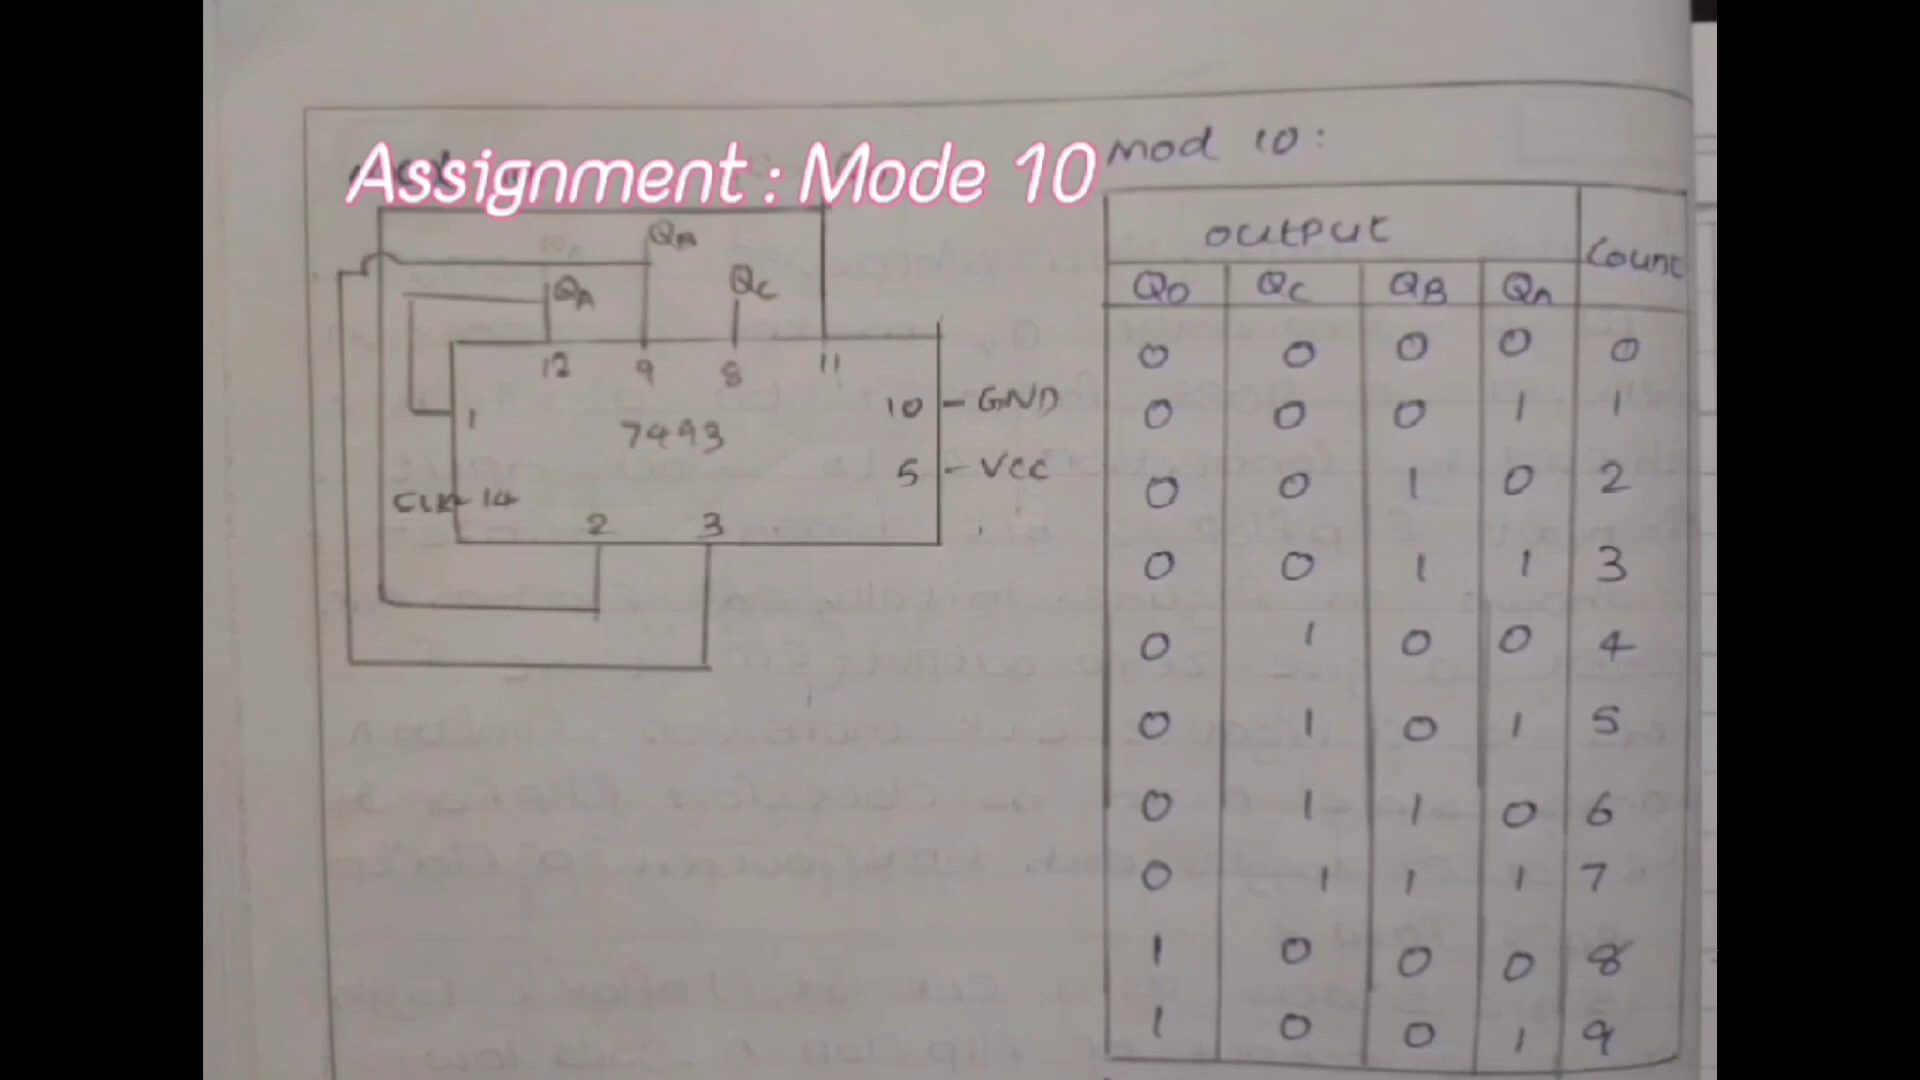 Assignment : Mode 10
QB
QA
QC
12 9 8 11
1
10 - GND
7493
5 - VCC
CLK 14
2 3
Mod 10:
OUTPUT
Count
QD QC QB QA
0 0 0 0 0
0 0 0 1 1
0 0 1 0 2
0 0 1 1 3
0 1 0 0 4
0 1 0 1 5
0 1 1 0 6
0 1 1 1 7
1 0 0 0 8
1 0 0 1 9